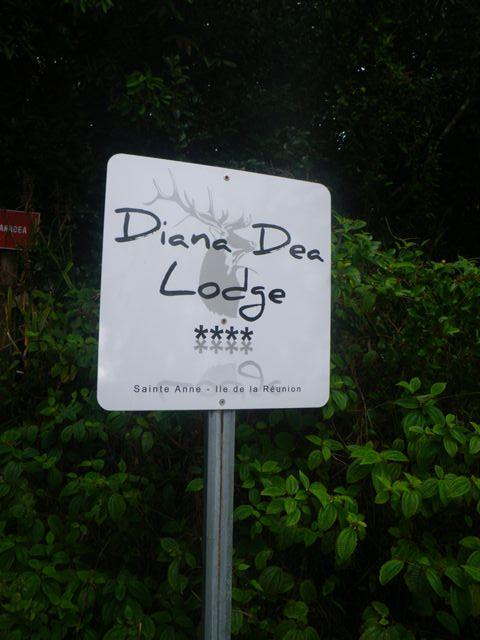 Diana Dea
Lodge
****
Sainte Anne - Ile de la Réunion